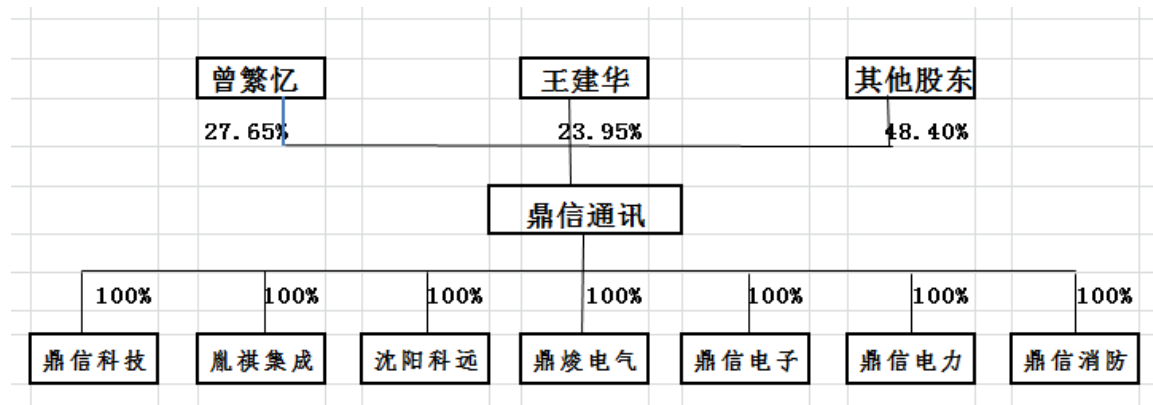 曾繁忆 王建华 其他股东
27.65% 23.95% 48.40%
鼎信通讯
100% 100% 100% 100% 100% 100% 100%
鼎信科技 胤祺集成 沈阳科远 鼎焌电气 鼎信电子 鼎信电力 鼎信消防